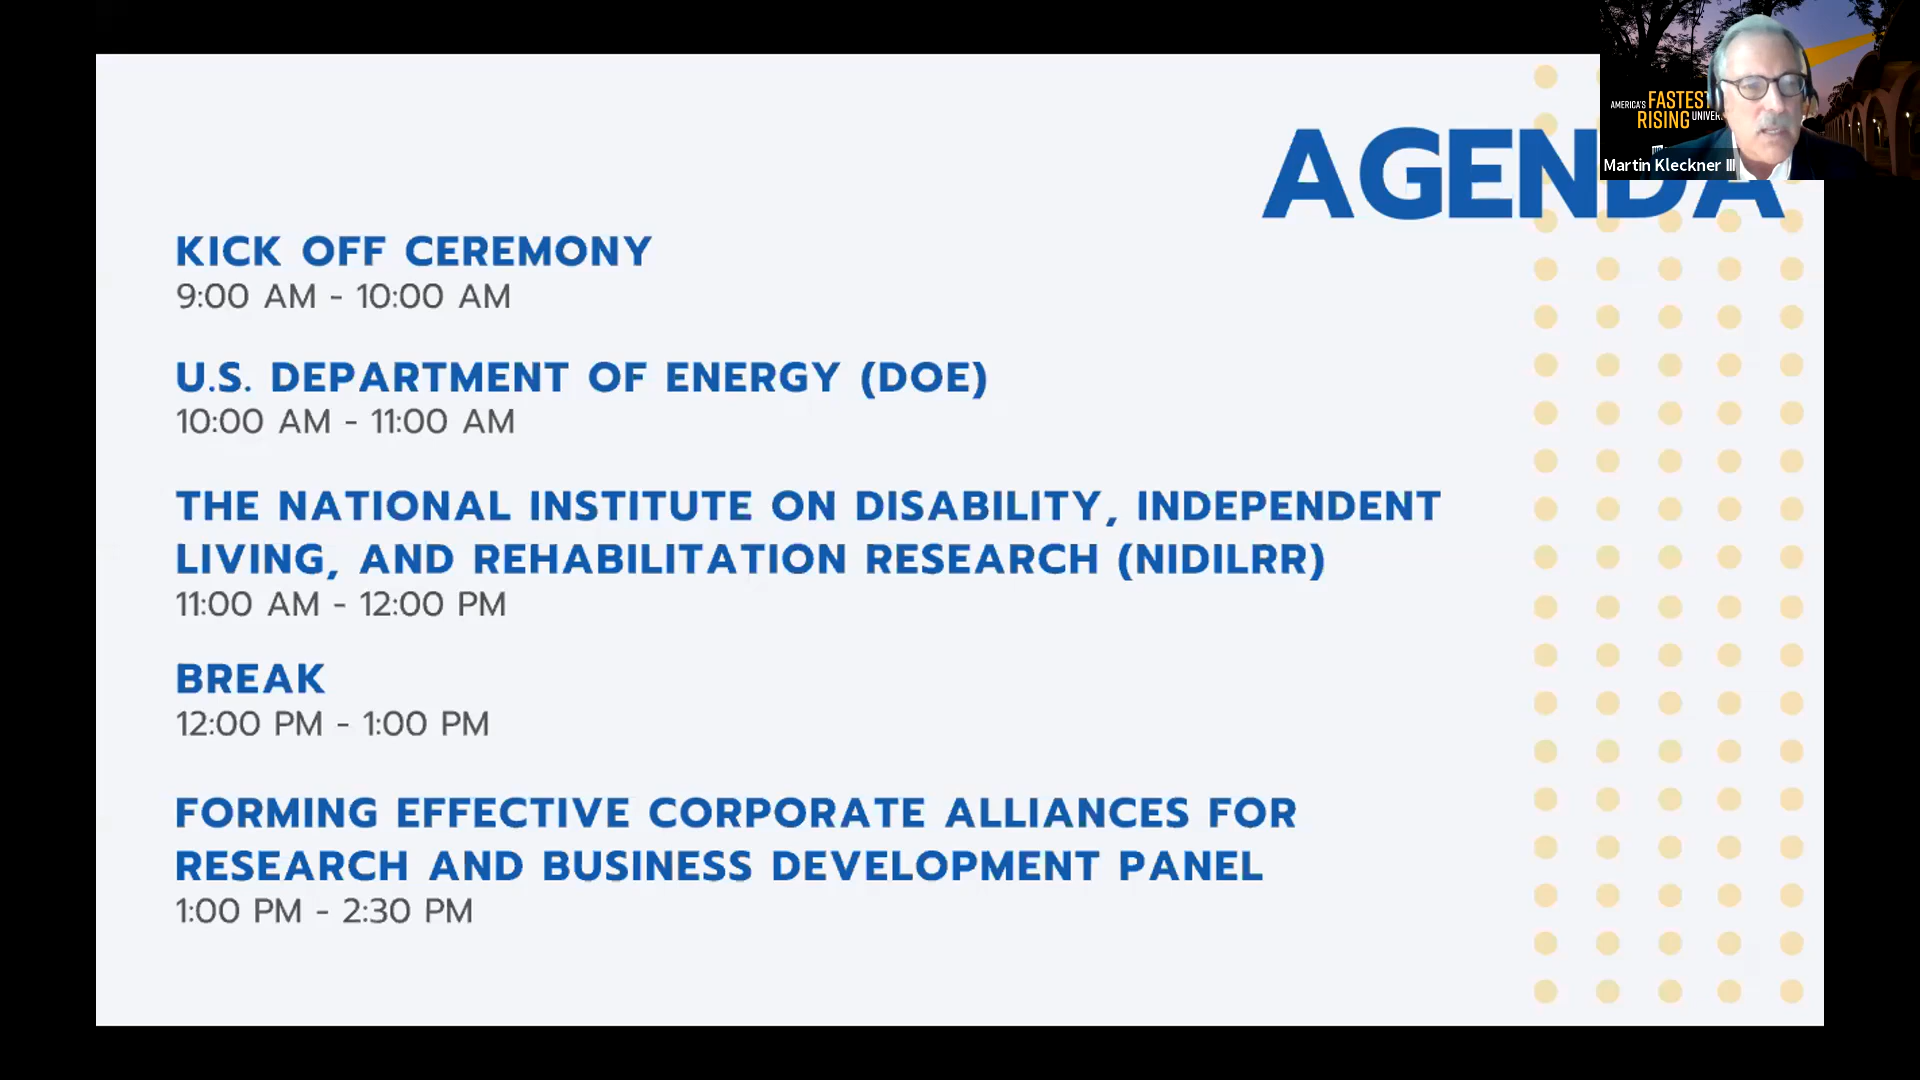 AMERICA'S FASTEST
RISING
Martin Kleckner III
AGENDA
KICK OFF CEREMONY
9:00 AM - 10:00 AM
U.S. DEPARTMENT OF ENERGY (DOE)
10:00 AM - 11:00 AM
THE NATIONAL INSTITUTE ON DISABILITY, INDEPENDENT
LIVING, AND REHABILITATION RESEARCH (NIDILRR)
11:00 AM - 12:00 PM
BREAK
12:00 PM - 1:00 PM
FORMING EFFECTIVE CORPORATE ALLIANCES FOR
RESEARCH AND BUSINESS DEVELOPMENT PANEL
1:00 PM - 2:30 PM